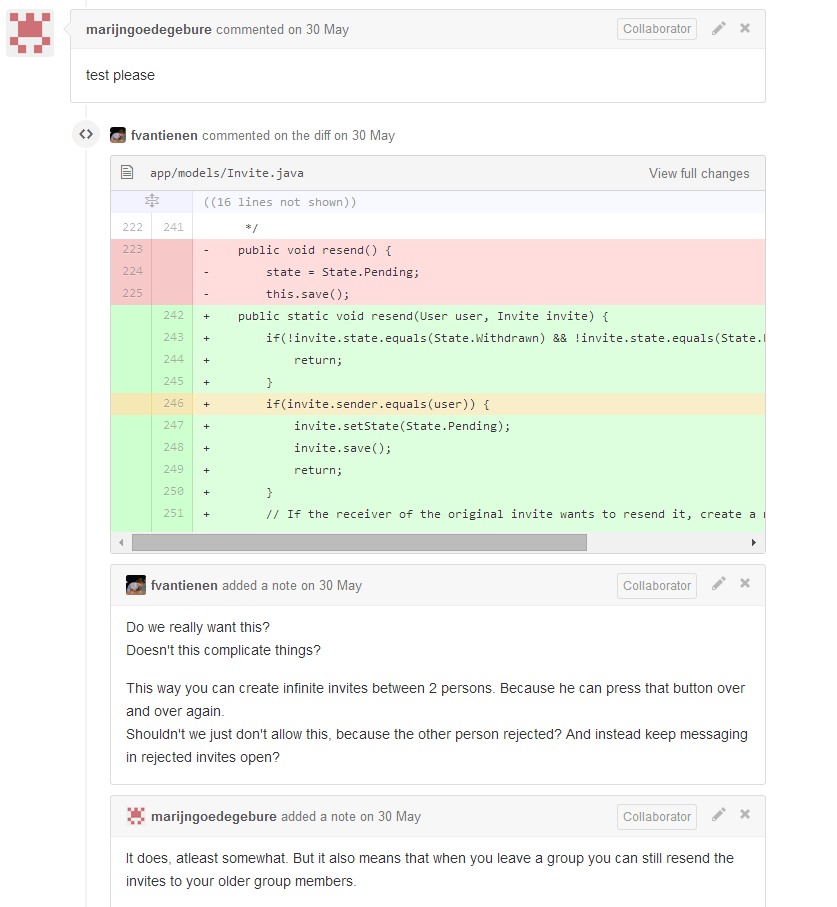 marijngoedegebure commented on 30 May
Collaborator
test please
fvantienen commented on the diff on 30 May
app/models/Invite.java
View full changes
((16 lines not shown))
222 241 */
223 - public void resend() {
224 - state = State.Pending;
225 - this.save();
242 + public static void resend(User user, Invite invite) {
243 + if(!invite.state.equals(State.Withdrawn) && !invite.state.equals(State.
244 + return;
245 + }
246 + if(invite.sender.equals(user)) {
247 + invite.setState(State.Pending);
248 + invite.save();
249 + return;
250 + }
251 + // If the receiver of the original invite wants to resend it, create a
fvantienen added a note on 30 May
Collaborator
Do we really want this?
Doesn't this complicate things?
This way you can create infinite invites between 2 persons. Because he can press that button over
and over again.
Shouldn't we just don't allow this, because the other person rejected? And instead keep messaging
in rejected invites open?
marijngoedegebure added a note on 30 May
Collaborator
It does, atleast somewhat. But it also means that when you leave a group you can still resend the
invites to your older group members.